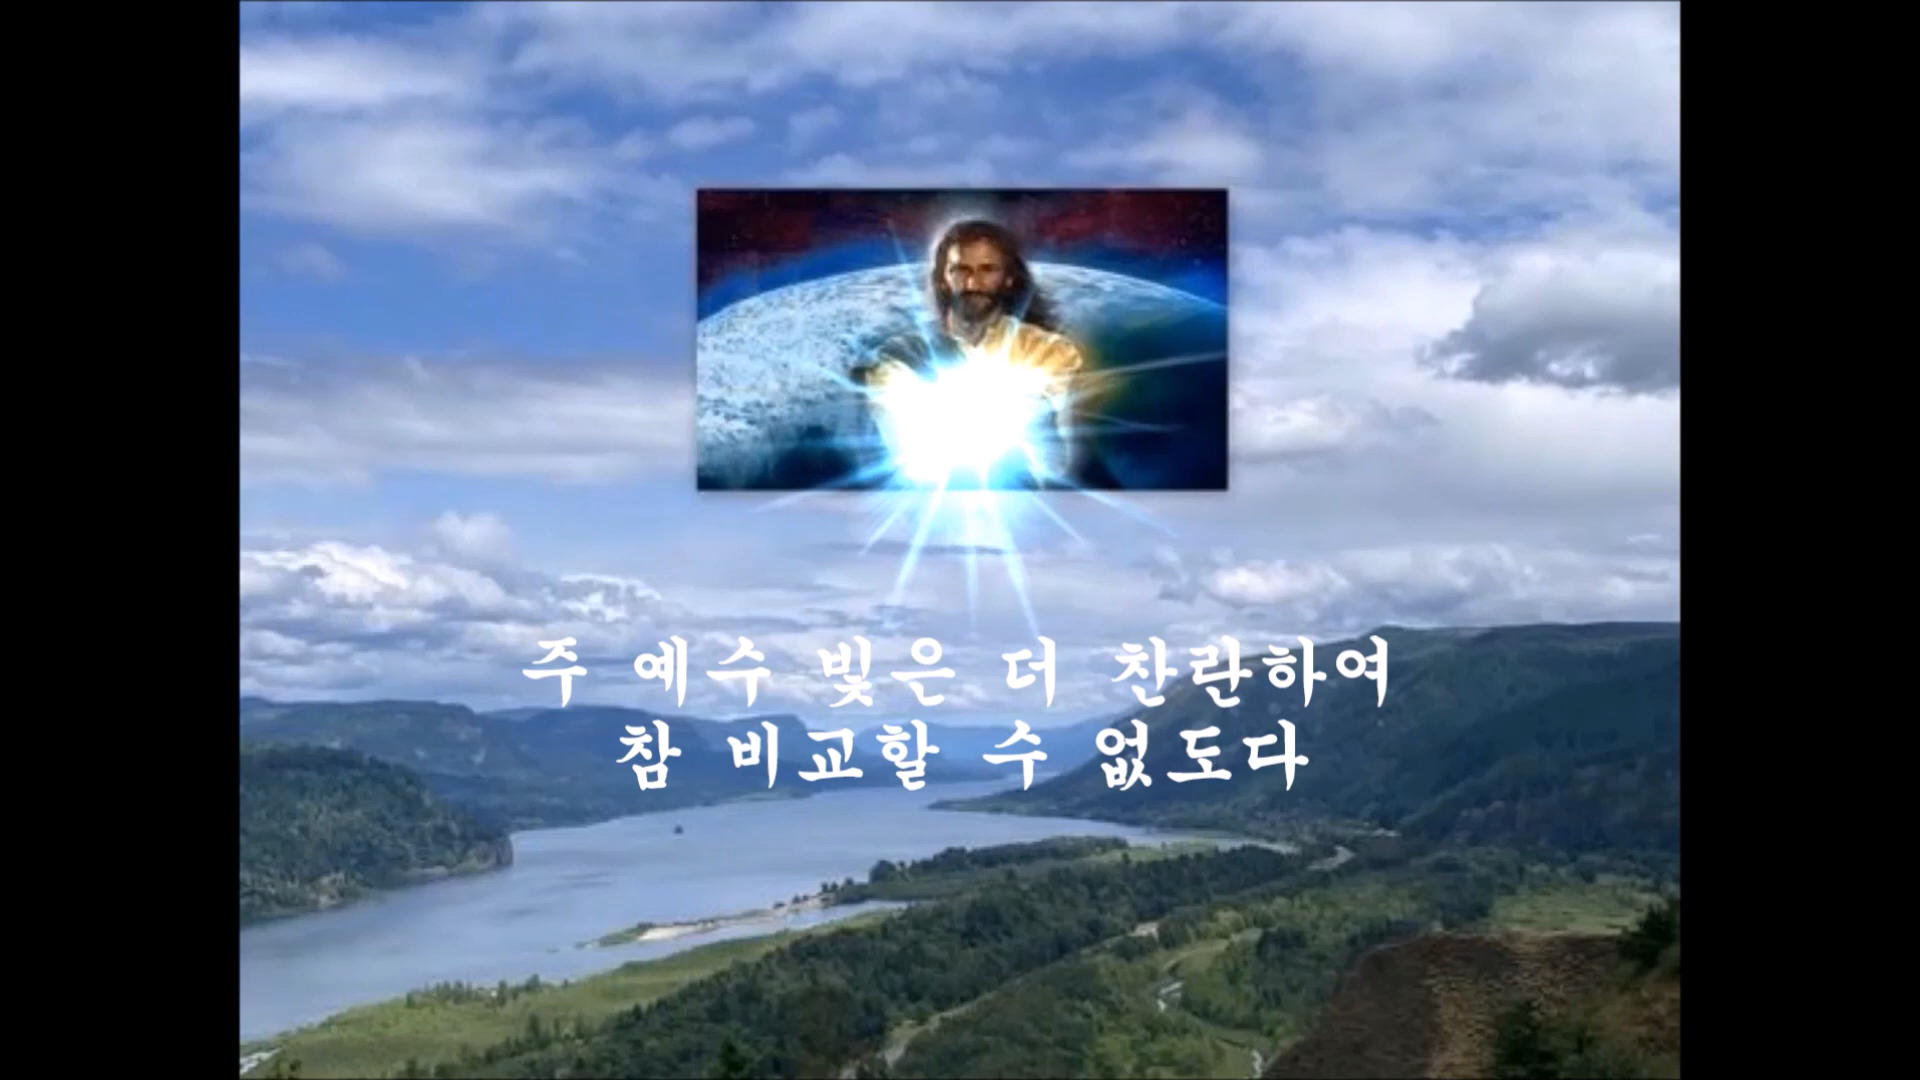 주 예수 빛은 더 찬란하여
참 비교할 수 없도다